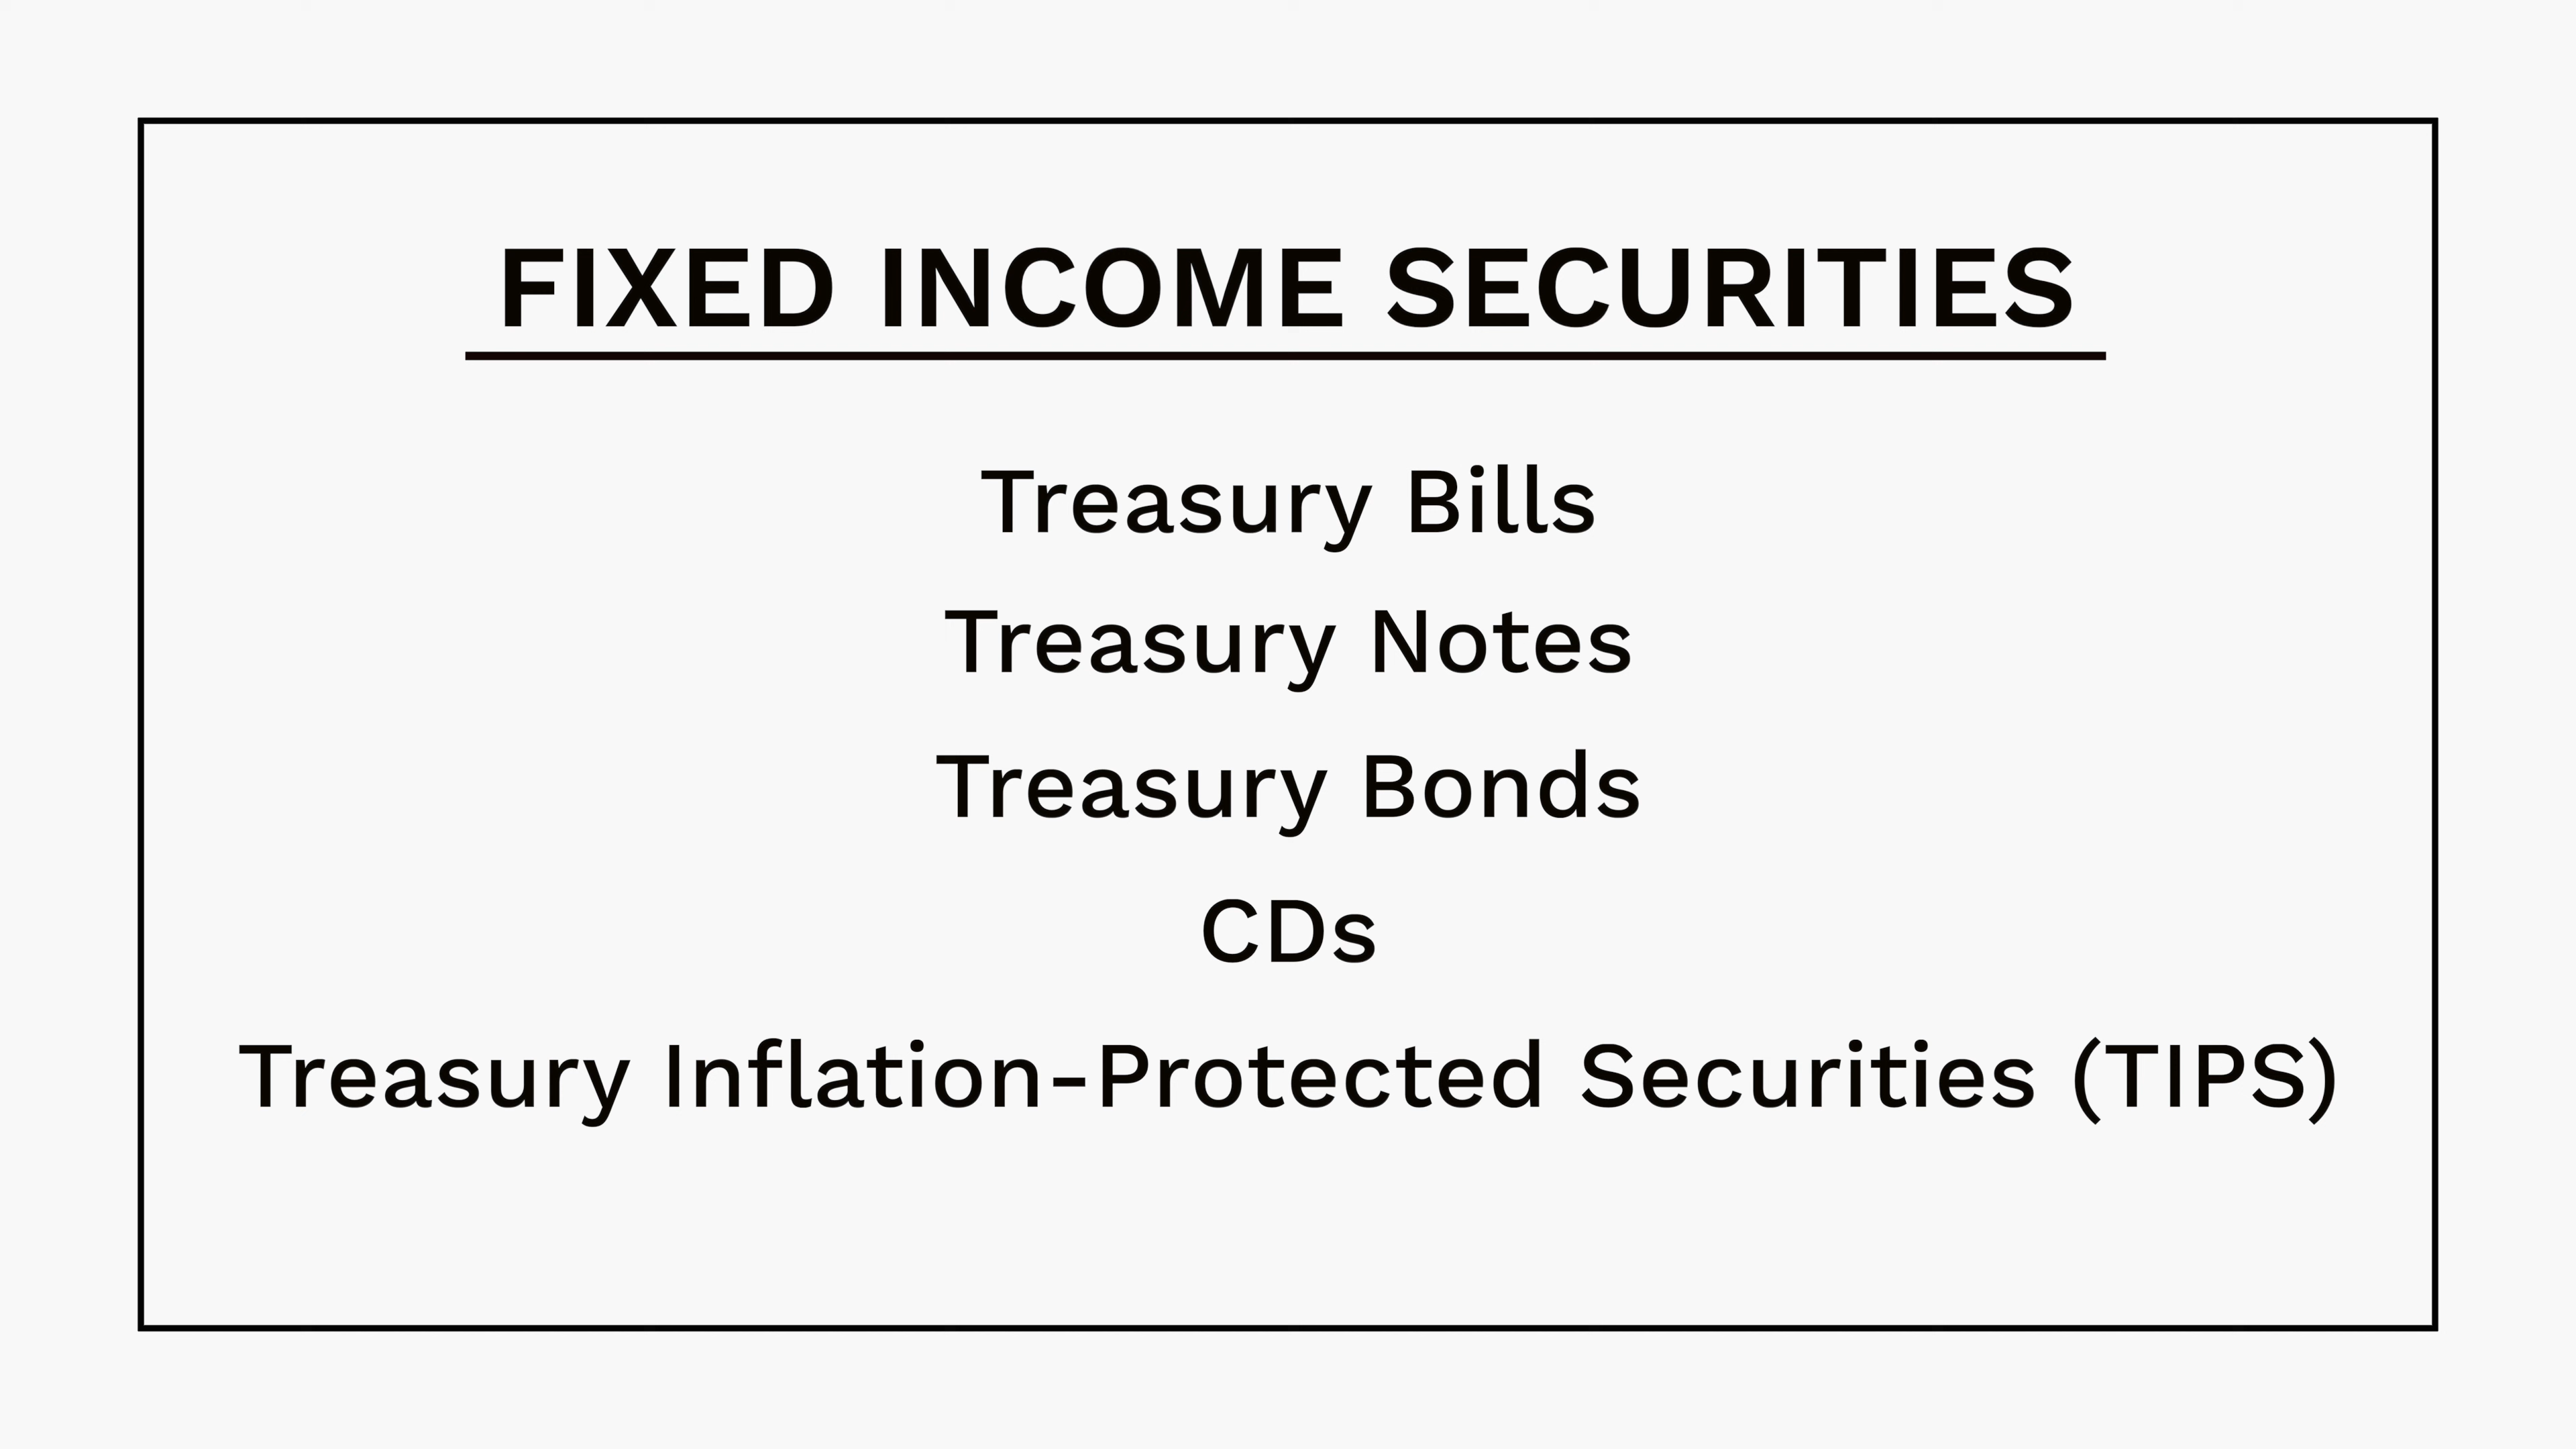 FIXED INCOME SECURITIES
Treasury Bills
Treasury Notes
Treasury Bonds
CDs
Treasury Inflation-Protected Securities (TIPS)